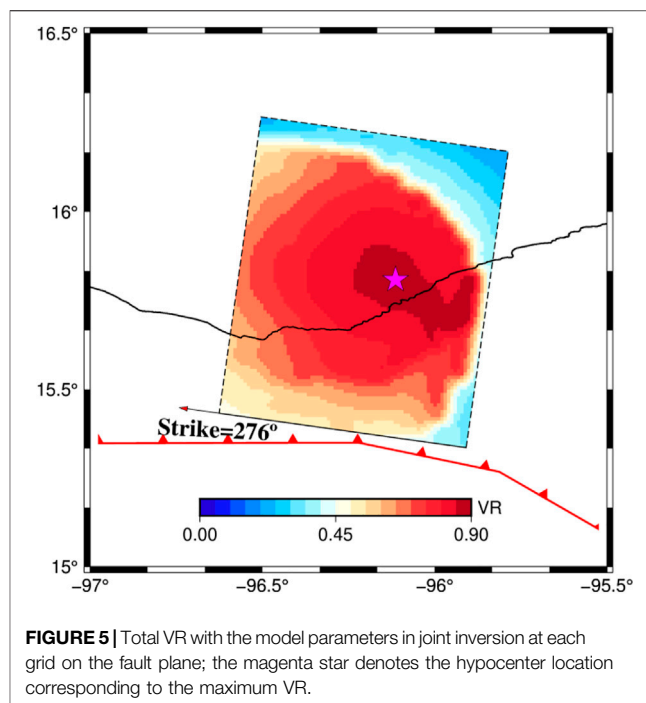 16.5°
16°
15.5°
15°
Strike=276°
VR
0.00 0.45 0.90
−97° −96.5° −96° −95.5°
FIGURE 5 | Total VR with the model parameters in joint inversion at each
grid on the fault plane; the magenta star denotes the hypocenter location
corresponding to the maximum VR.